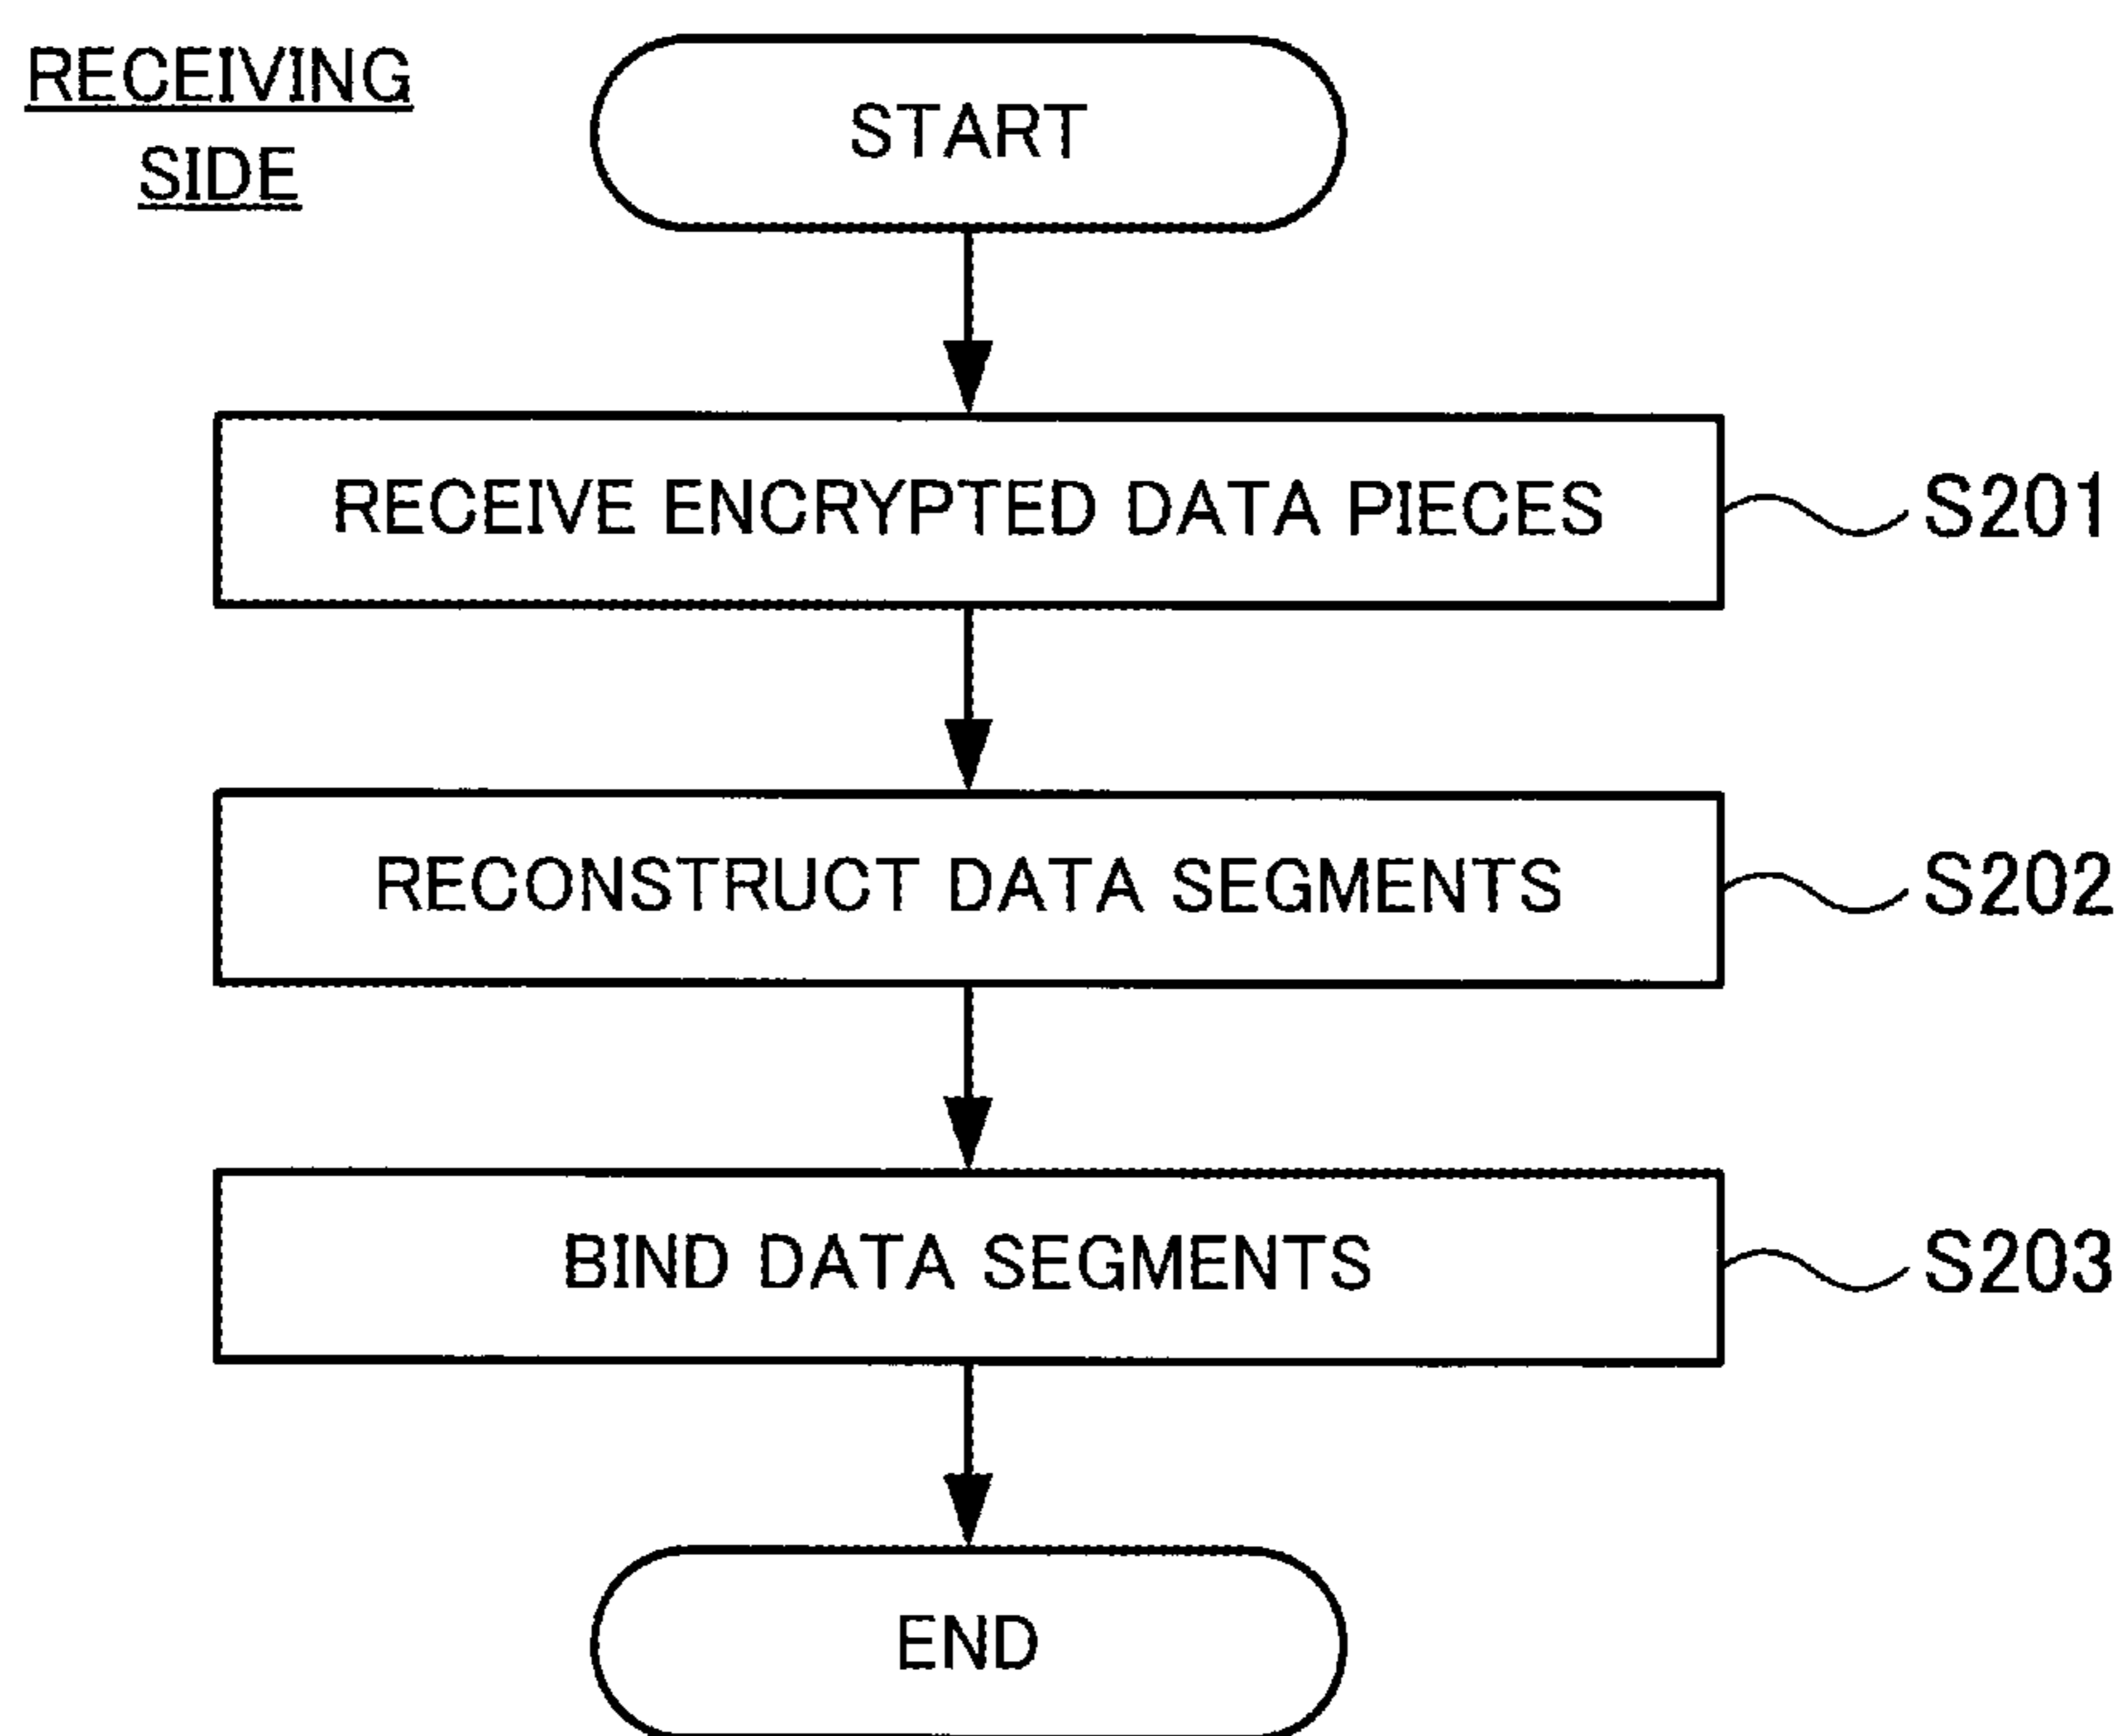 RECEIVING
SIDE
START
RECEIVE ENCRYPTED DATA PIECES
S201
RECONSTRUCT DATA SEGMENTS
S202
BIND DATA SEGMENTS
S203
END